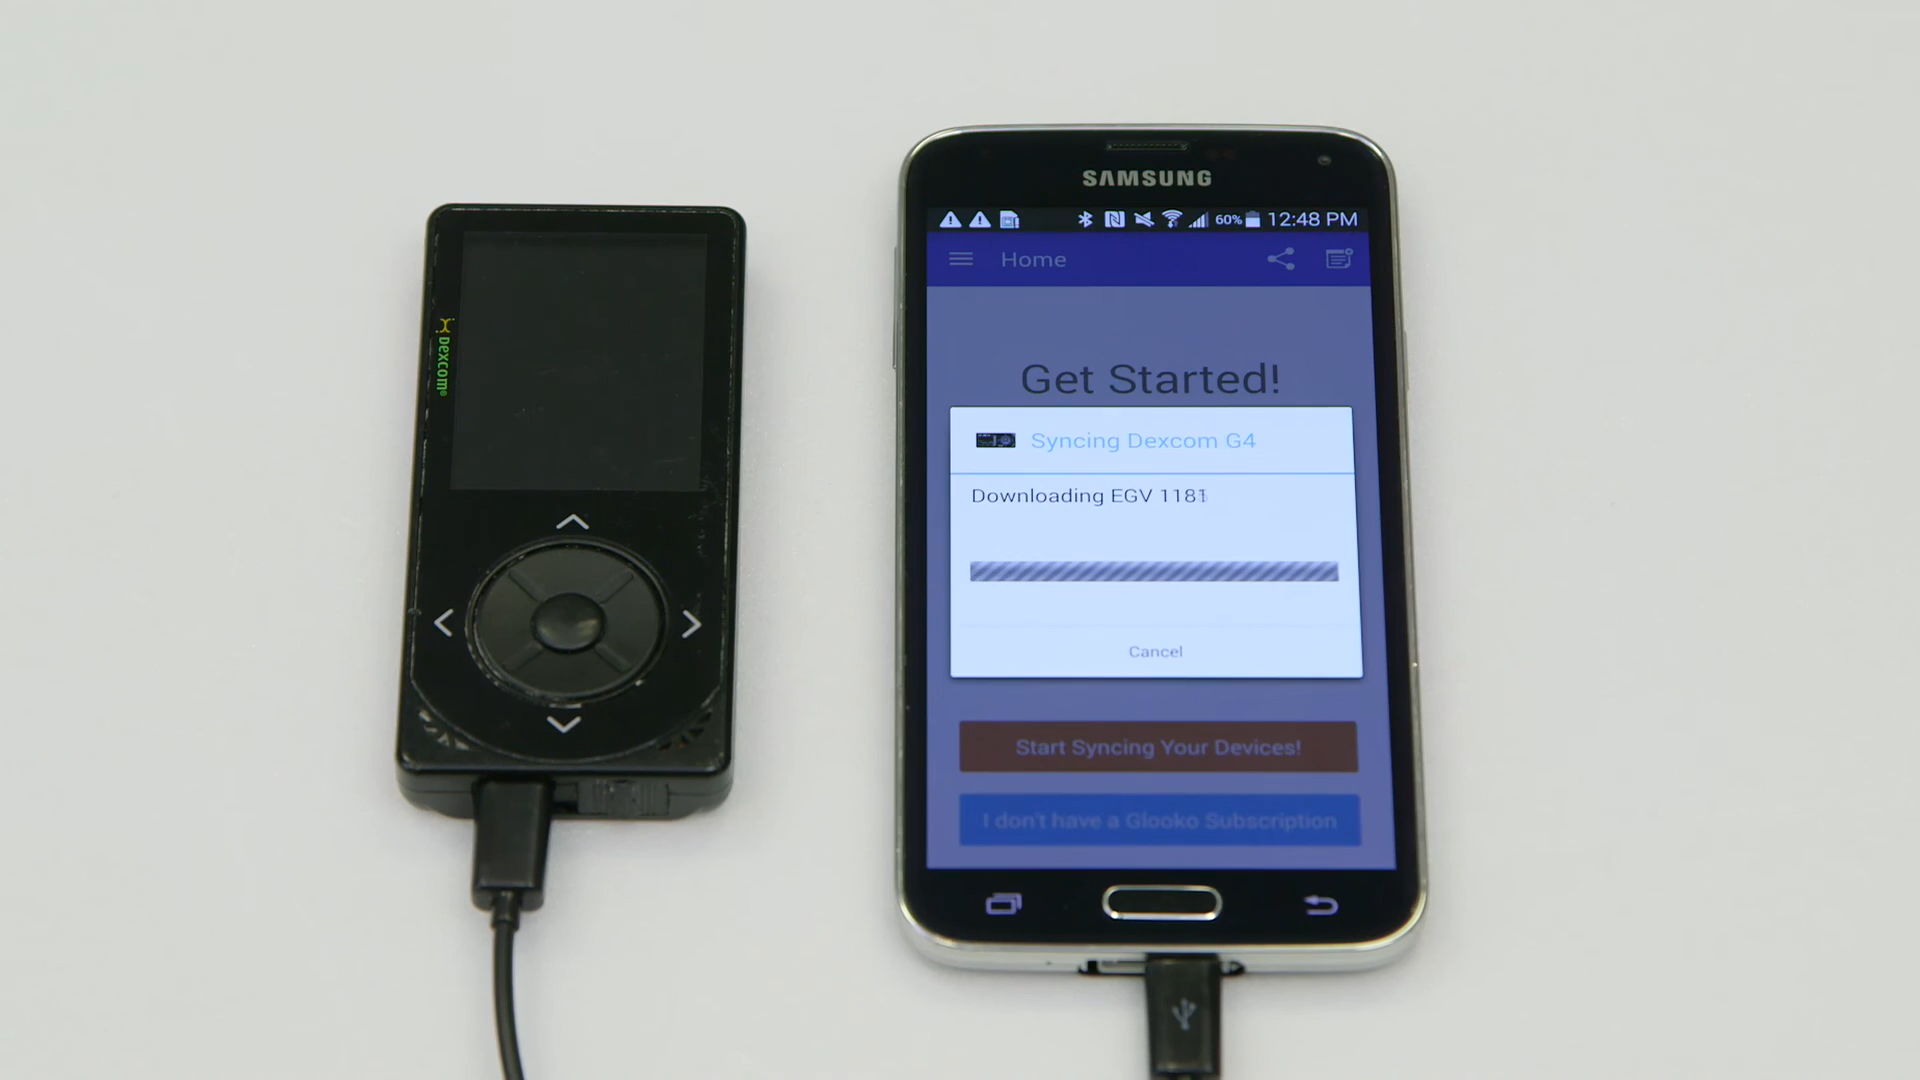 Dexcom
SAMSUNG
60% 12:48 PM
Home
Get Started!
Syncing Dexcom G4
Downloading EGV
Cancel
Start Syncing Your Devices!
I don't have a Glooko Subscription